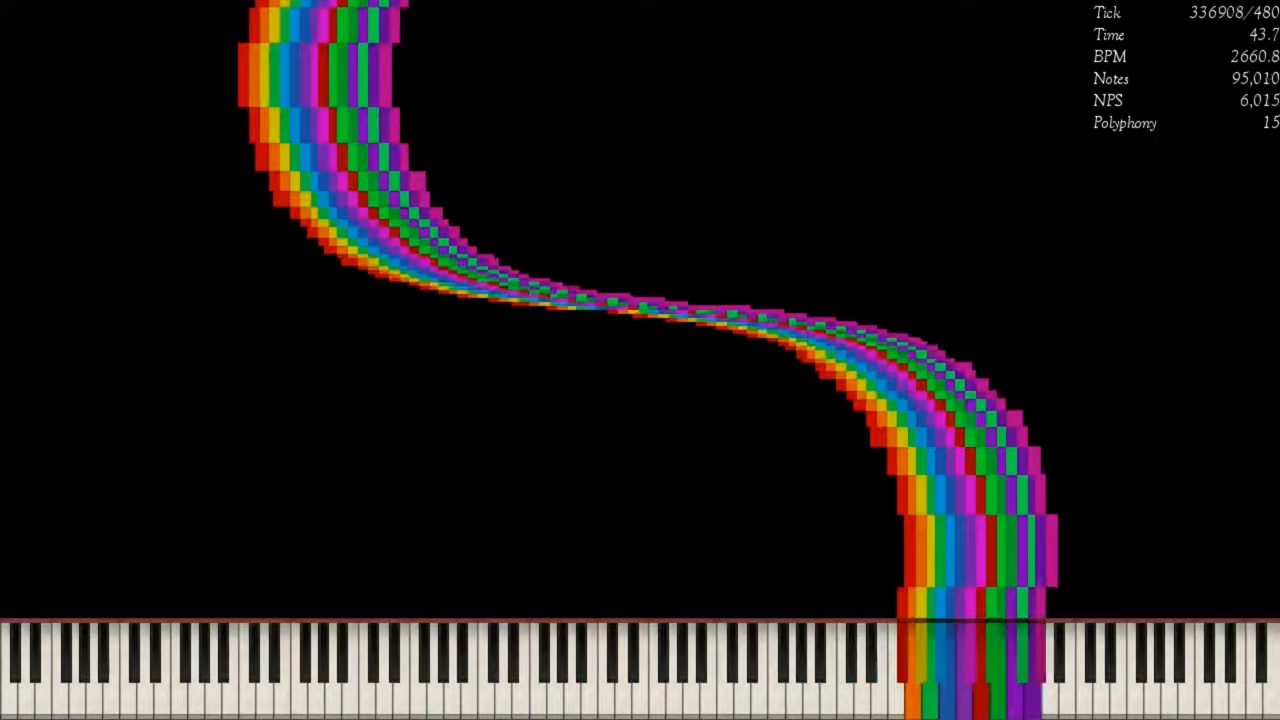 Tick 336908/480
Time 43.7
BPM 2660.8
Notes 95,010
NPS 6,015
Polyphony 15